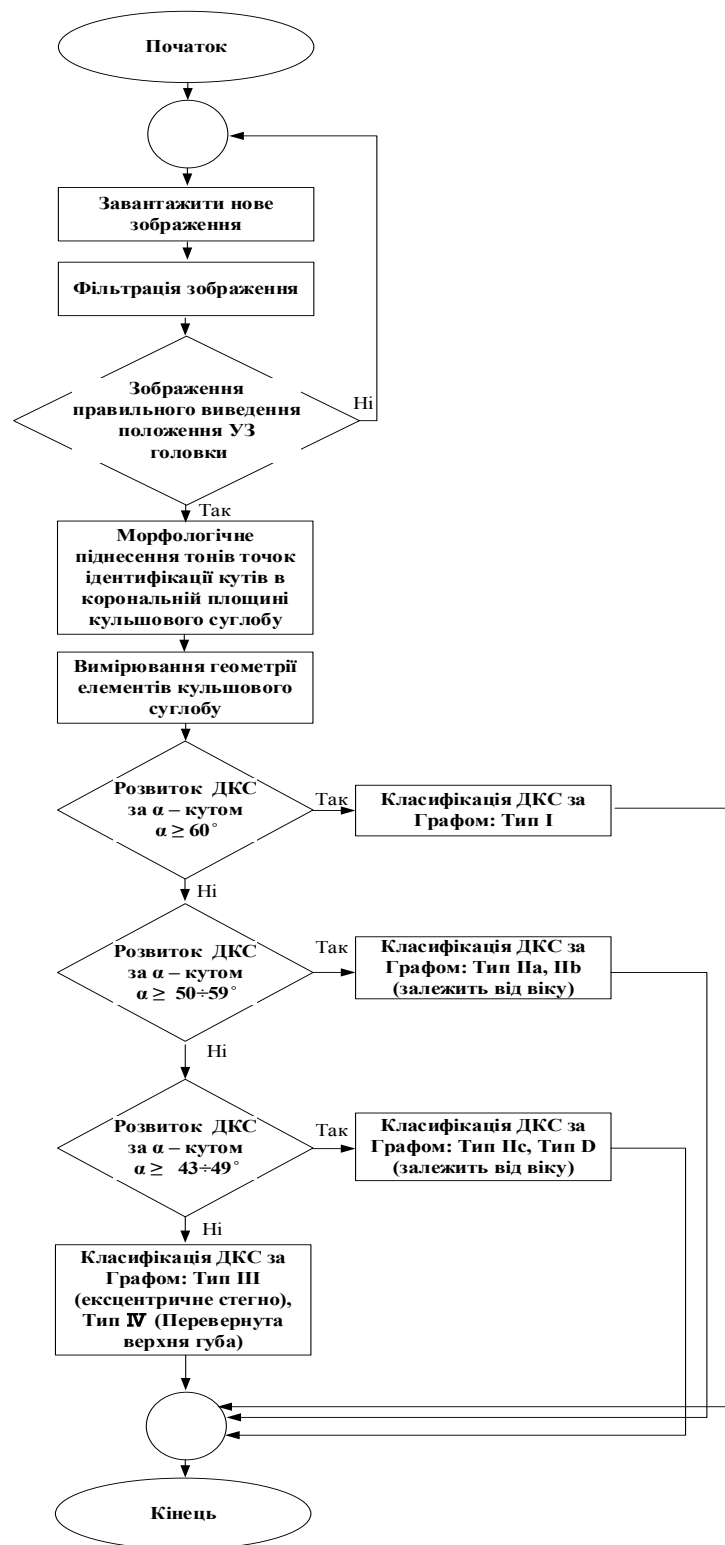 Початок
Завантажити нове
зображення
Фільтрація зображення
Зображення
правильного виведення
положення УЗ
головки
Ні
Так
Морфологічне
піднесення тонів точок
ідентифікації кутів в
корональній площині
кульшового суглобу
Вимірювання геометрії
елементів кульшового
суглобу
Розвиток ДКС
за α – кутом
α ≥ 60°
Так
Класифікація ДКС за
Графом: Тип I
Ні
Розвиток ДКС
за α – кутом
α ≥ 50÷59°
Так
Класифікація ДКС за
Графом: Тип IIa, IIb
(залежить від віку)
Ні
Розвиток ДКС
за α – кутом
α ≥ 43÷49°
Так
Класифікація ДКС за
Графом: Тип IIc, Тип D
(залежить від віку)
Ні
Класифікація ДКС за
Графом: Тип III
(ексцентричне стегно),
Тип Ⅳ (Перевернута
верхня губа)
Кінець